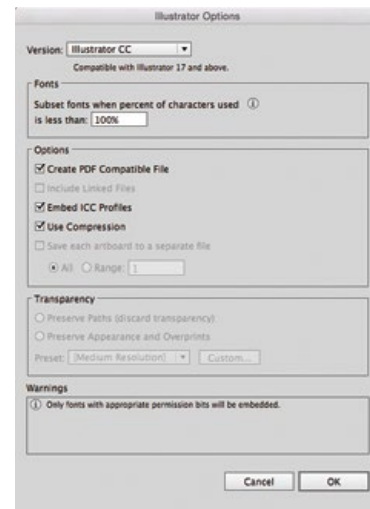 Illustrator Options
Version: Illustrator CC
Compatible with Illustrator 17 and above.
Fonts
Subset fonts when percent of characters used
is less than: 100%
Options
Create PDF Compatible File
Include Linked Files
Embed ICC Profiles
Use Compression
Save each artboard to a separate file
All Range: 1
Transparency
Preserve Paths (discard transparency)
Preserve Appearance and Overprints
Preset: [Medium Resolution] Custom...
Warnings
Only fonts with appropriate permission bits will be embedded.
Cancel OK